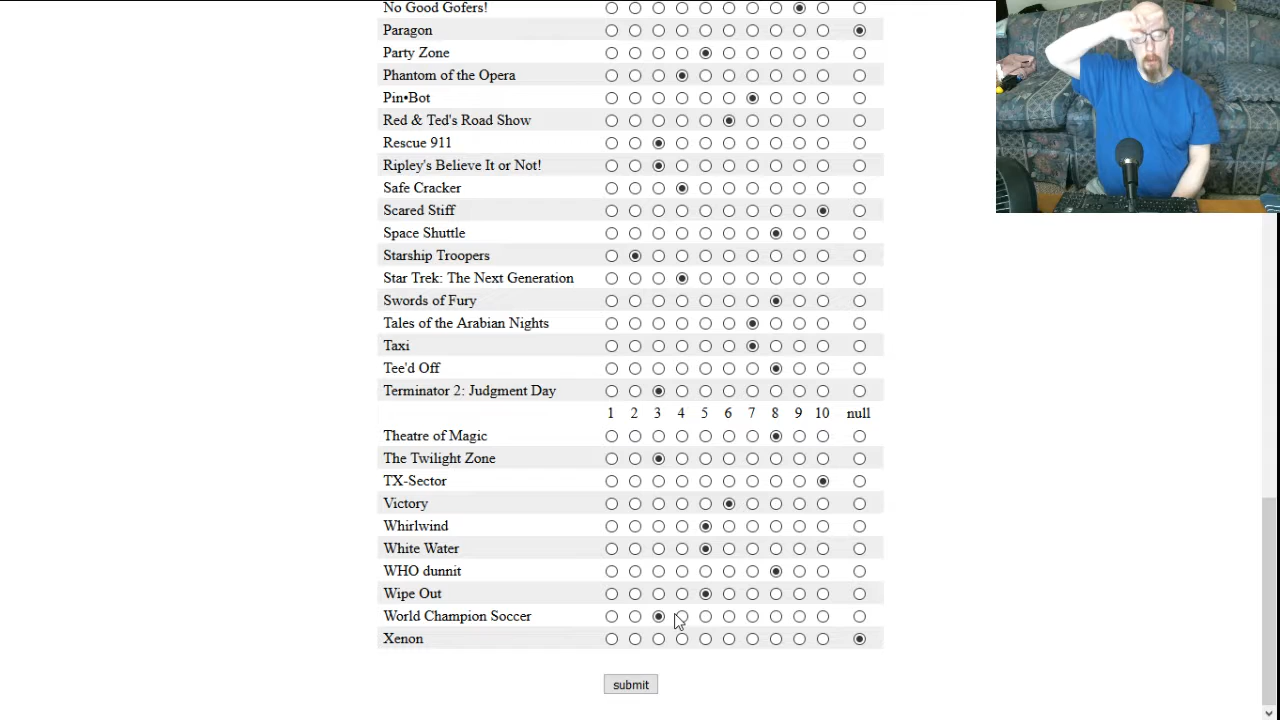 No Good Gofers!
Paragon
Party Zone
Phantom of the Opera
Pin•Bot
Red & Ted's Road Show
Rescue 911
Ripley's Believe It or Not!
Safe Cracker
Scared Stiff
Space Shuttle
Starship Troopers
Star Trek: The Next Generation
Swords of Fury
Tales of the Arabian Nights
Taxi
Tee'd Off
Terminator 2: Judgment Day
1 2 3 4 5 6 7 8 9 10 null
Theatre of Magic
The Twilight Zone
TX-Sector
Victory
Whirlwind
White Water
WHO dunnit
Wipe Out
World Champion Soccer
Xenon
submit